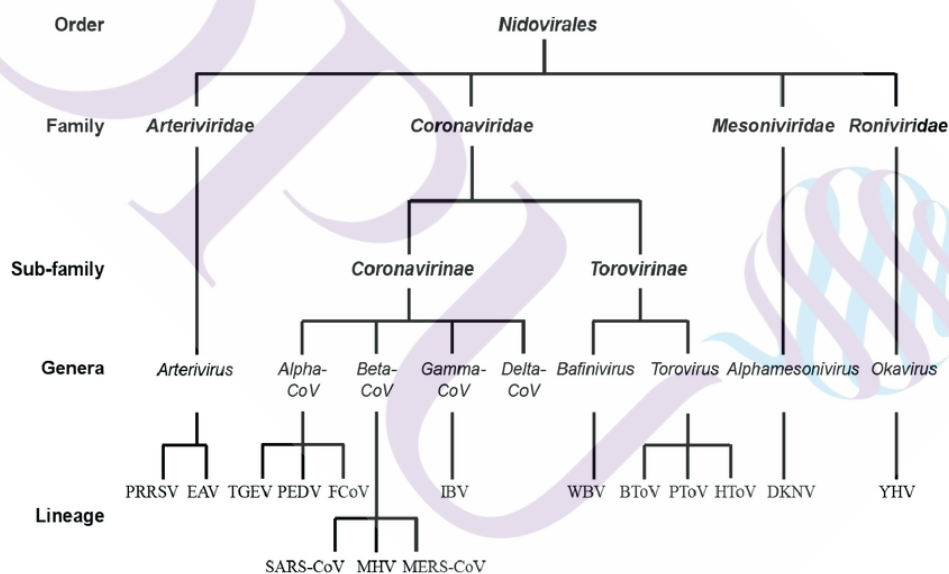 Order Nidovirales
Family Arteriviridae Coronaviridae Mesoniviridae Roniviridae
Sub-family Coronavirinae Torovirinae
Genera Arterivirus Alpha- Beta- Gamma- Delta- Bafinivirus Torovirus Alphamesonivirus Okavirus
CoV CoV CoV CoV
PRRSV EAV TGEV PEDV FCoV IBV WBV BToV PToV HToV DKNV YHV
Lineage
SARS-CoV MHV MERS-CoV